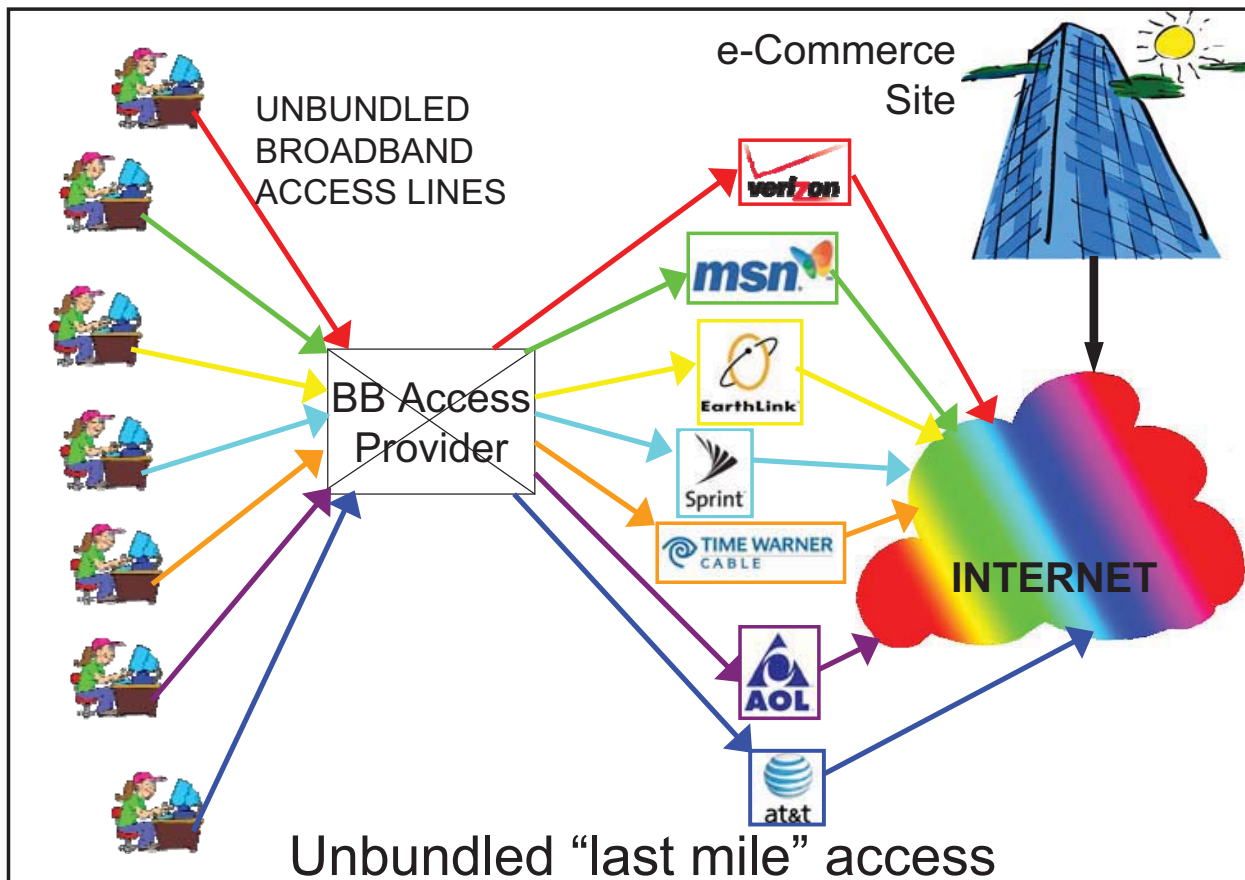 e-Commerce
Site
UNBUNDLED
BROADBAND
ACCESS LINES
verizon
msn
EarthLink
BB Access
Provider
Sprint
TIME WARNER
CABLE
INTERNET
AOL
at&t
Unbundled “last mile” access